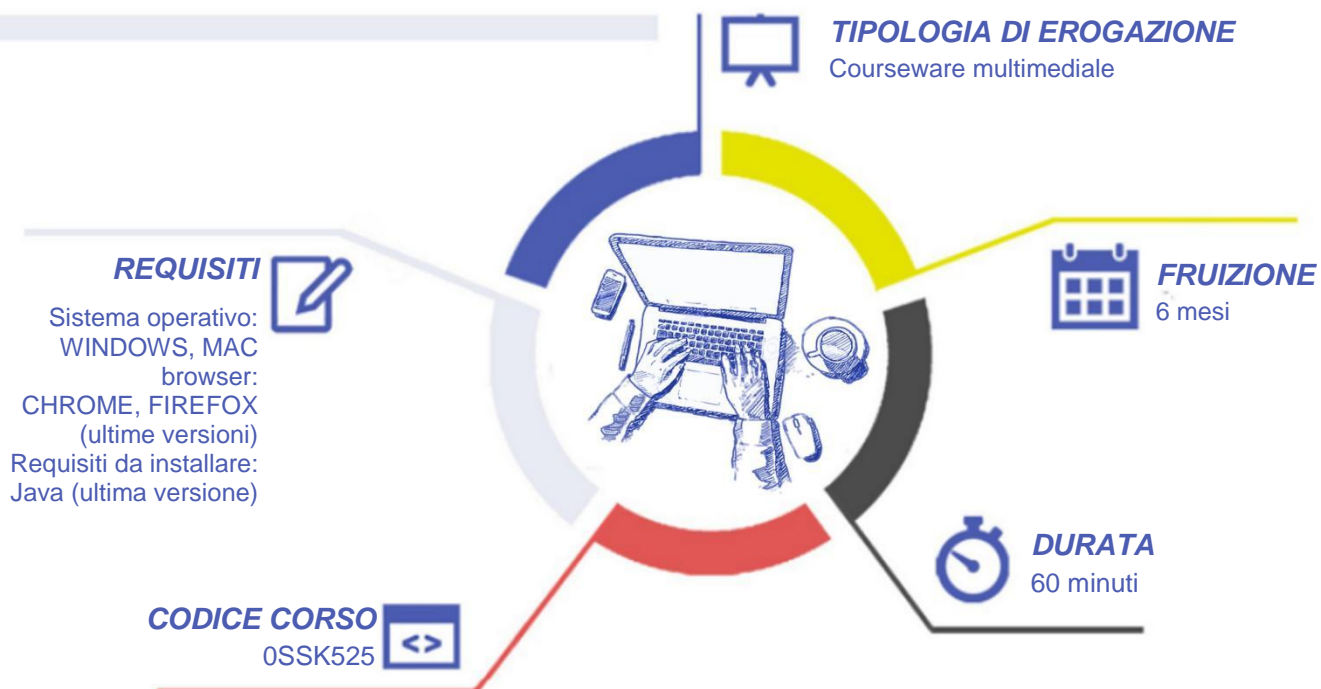 TIPOLOGIA DI EROGAZIONE
Courseware multimediale
REQUISITI
Sistema operativo:
WINDOWS, MAC
browser:
CHROME, FIREFOX
(ultime versioni)
Requisiti da installare:
Java (ultima versione)
FRUIZIONE
6 mesi
DURATA
60 minuti
CODICE CORSO
0SSK525